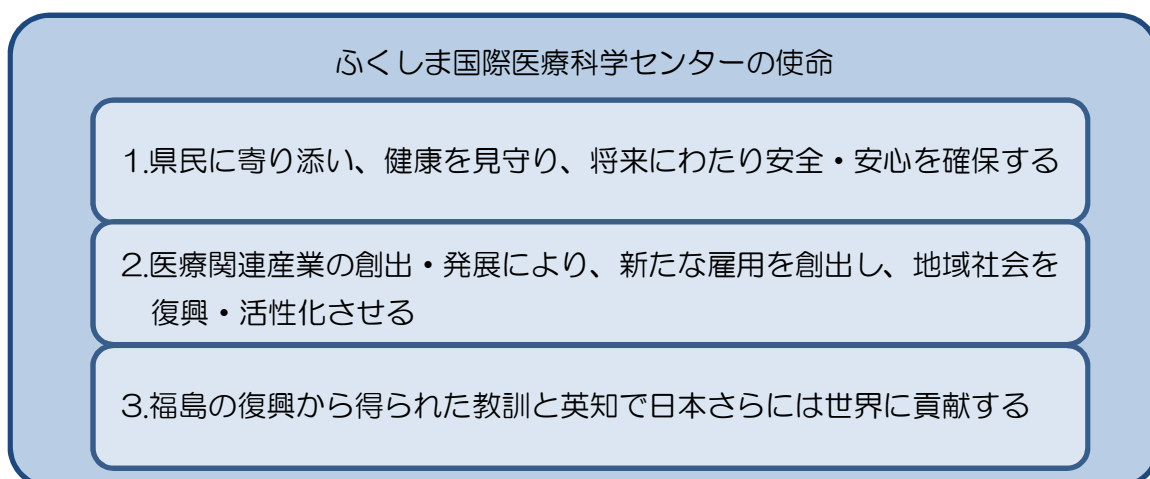 ふくしま国際医療科学センターの使命
1.県民に寄り添い、健康を見守り、将来にわたり安全・安心を確保する
2.医療関連産業の創出・発展により、新たな雇用を創出し、地域社会を
復興・活性化させる
3.福島の復興から得られた教訓と英知で日本さらには世界に貢献する